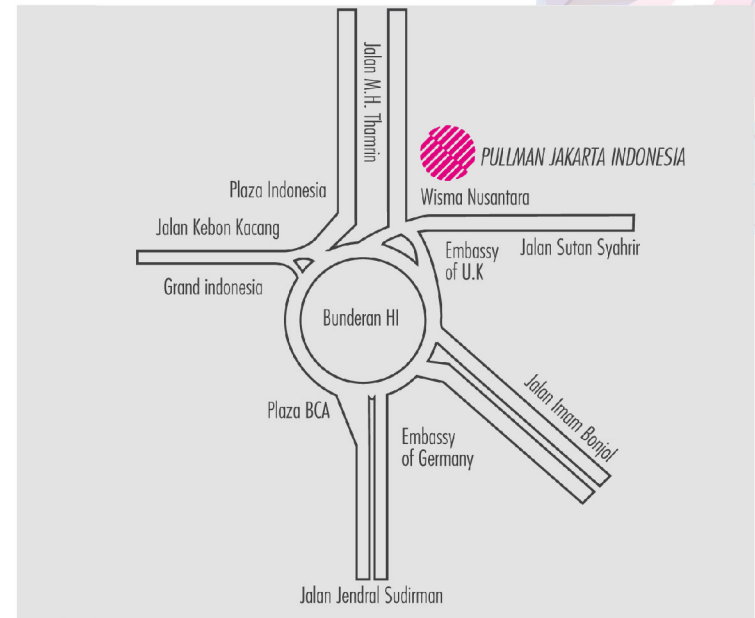 Jalan M.H. Thamrin
PULLMAN JAKARTA INDONESIA
Plaza Indonesia
Wisma Nusantara
Jalan Kebon Kacang
Embassy
of U.K
Jalan Sutan Syahrir
Grand indonesia
Bunderan HI
Jalan Imam Bonjol
Plaza BCA
Embassy
of Germany
Jalan Jendral Sudirman